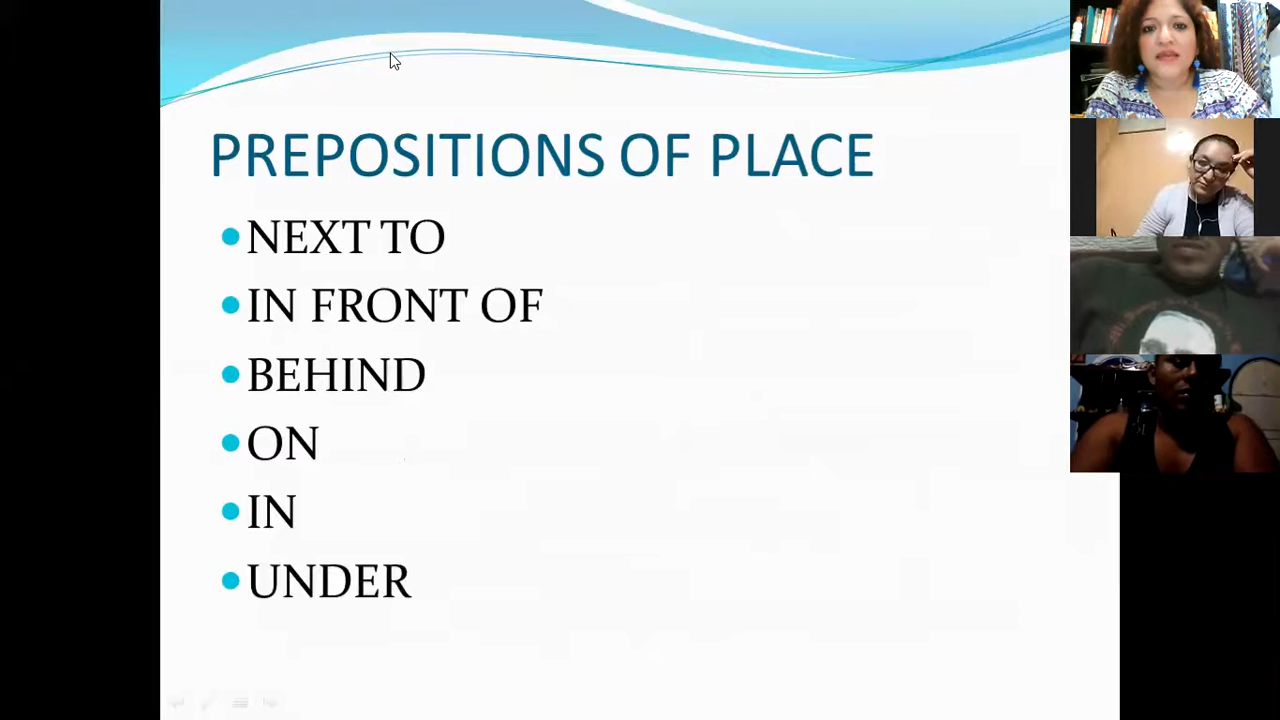 PREPOSITIONS OF PLACE
NEXT TO
IN FRONT OF
BEHIND
ON
IN
UNDER